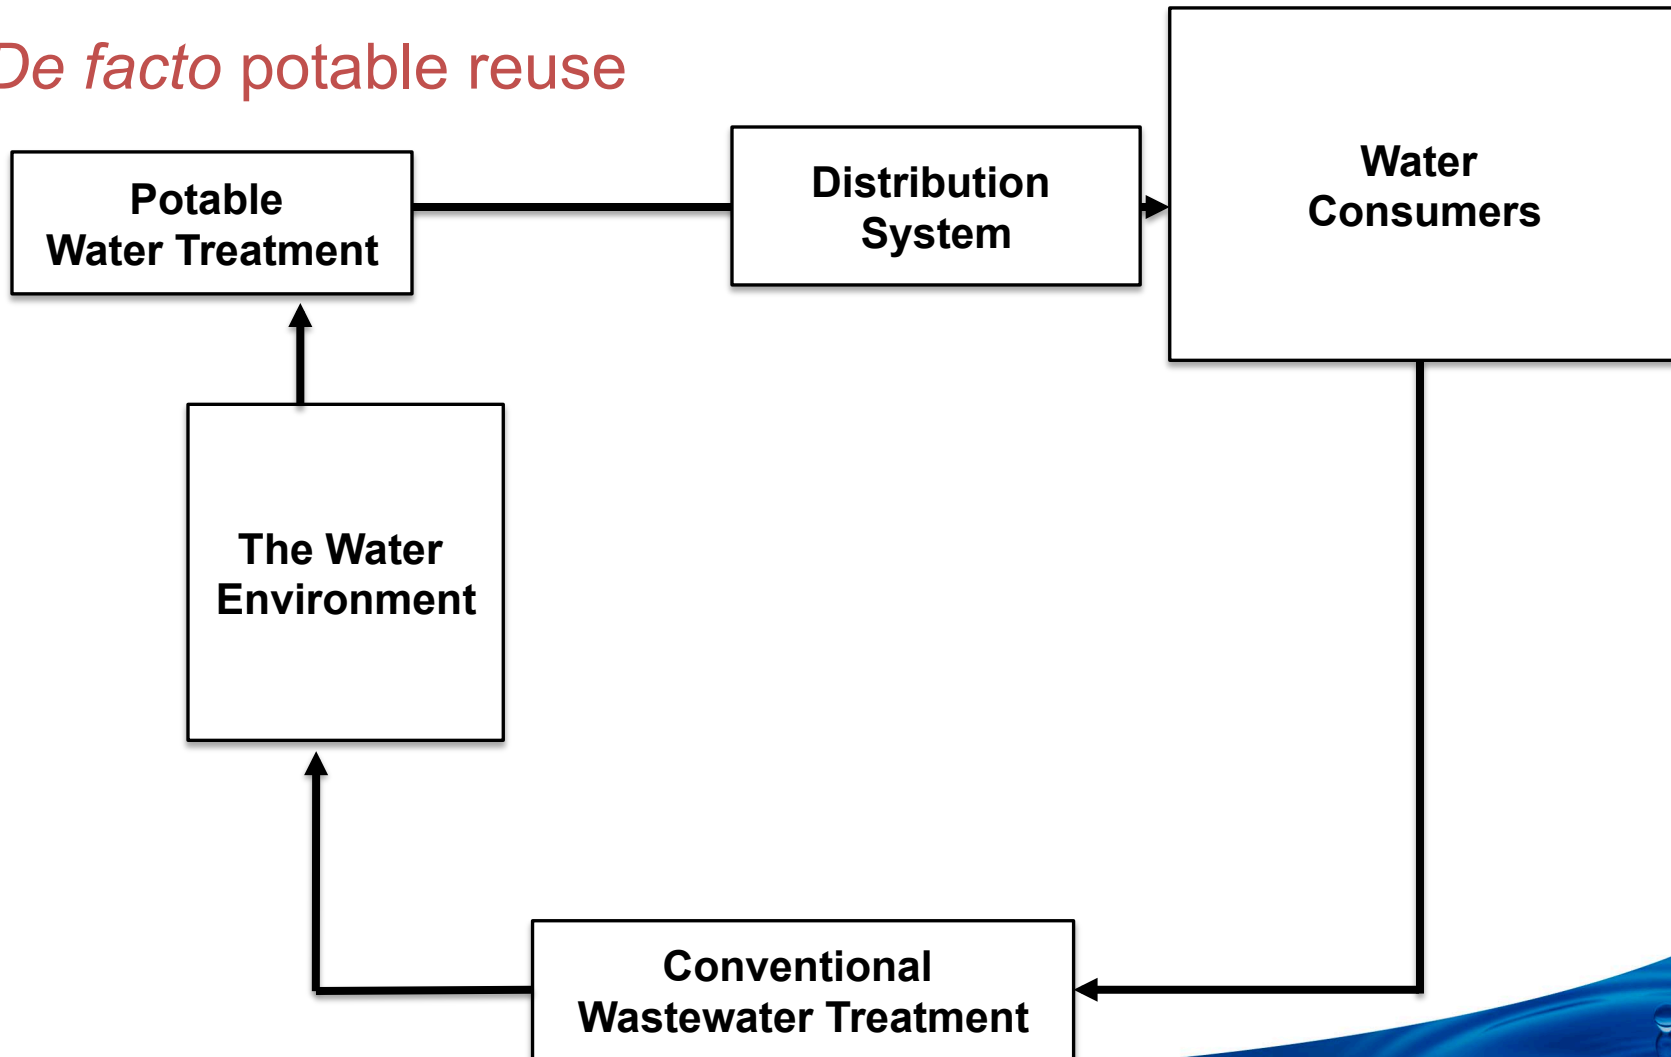 De facto potable reuse
Potable
Water Treatment
Distribution
System
Water
Consumers
The Water
Environment
Conventional
Wastewater Treatment